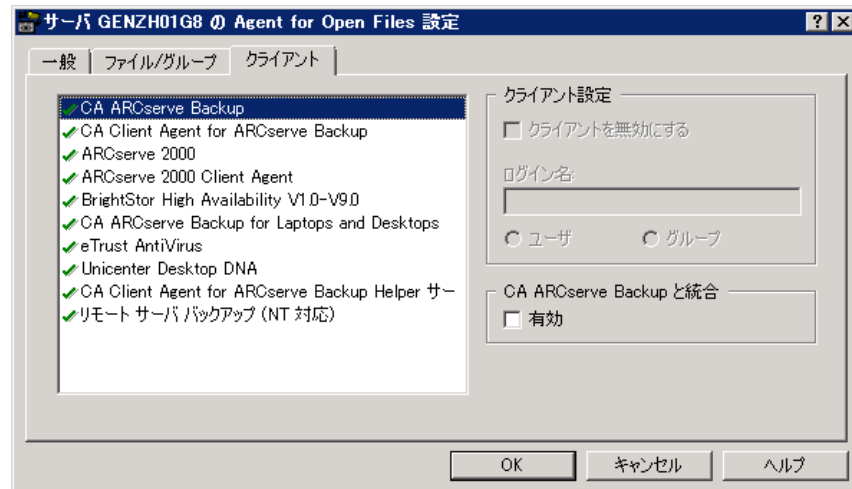 サーバ GENZH01G8 の Agent for Open Files 設定
一般
ファイル/グループ
クライアント
CA ARCserve Backup
CA Client Agent for ARCserve Backup
ARCserve 2000
ARCserve 2000 Client Agent
BrightStor High Availability V1.0-V9.0
CA ARCserve Backup for Laptops and Desktops
eTrust AntiVirus
Unicenter Desktop DNA
CA Client Agent for ARCserve Backup Helper サー
リモート サーバ バックアップ (NT 対応)
クライアント設定
クライアントを無効にする
ログイン名:
ユーザ
グループ
CA ARCserve Backup と統合
有効
OK
キャンセル
ヘルプ